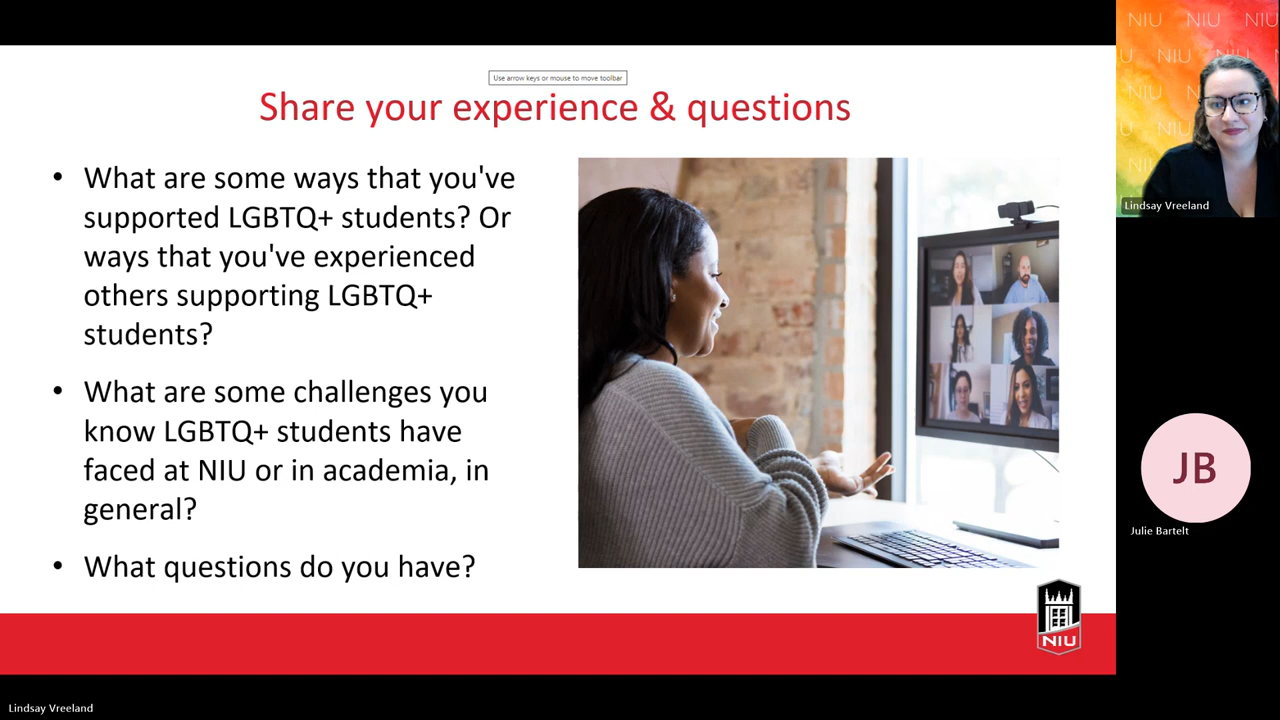 NIU NIU NIU
U NIU NIU
NIU
U NIU
NIU
Use arrow keys or mouse to move toolbar
Share your experience & questions
• What are some ways that you've
supported LGBTQ+ students? Or
ways that you've experienced
others supporting LGBTQ+
students?
• What are some challenges you
know LGBTQ+ students have
faced at NIU or in academia, in
general?
• What questions do you have?
NIU
Lindsay Vreeland
JB
Julie Bartelt
Lindsay Vreeland